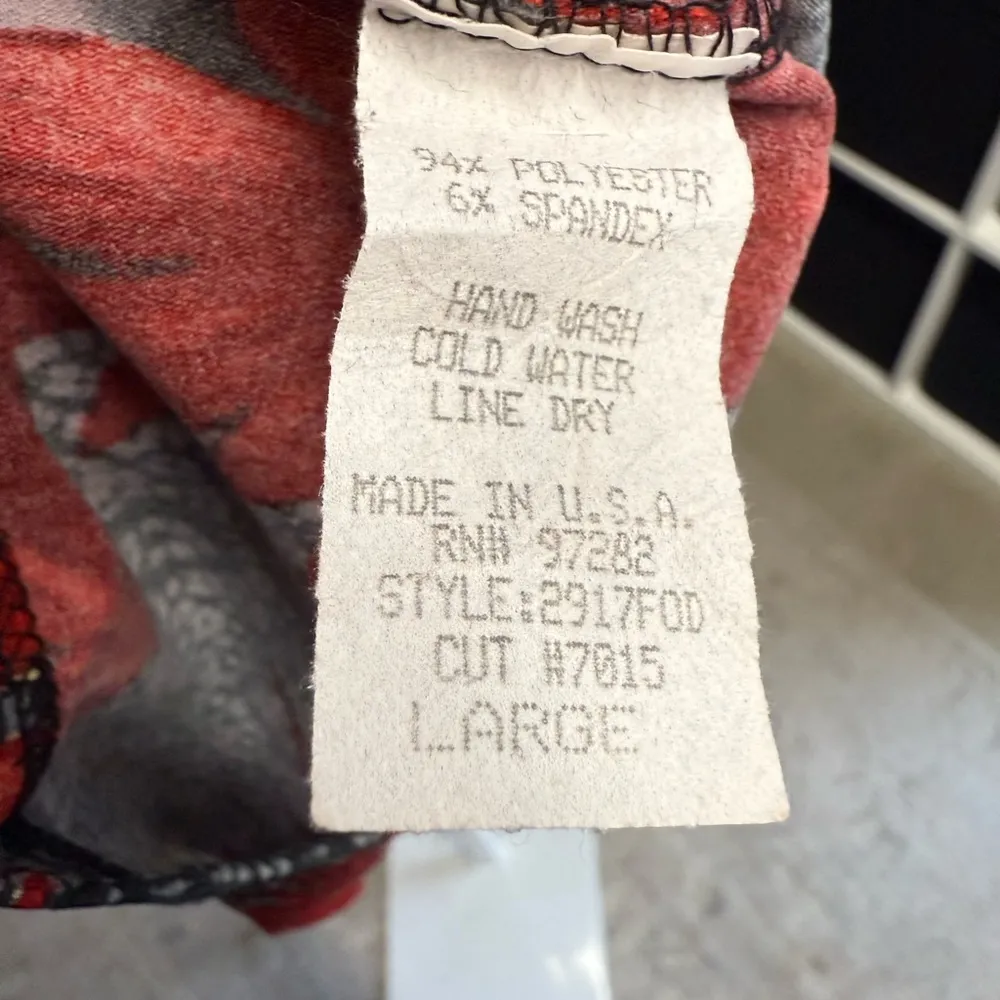 94% POLYESTER
6% SPANDEX
HAND WASH
COLD WATER
LINE DRY
MADE IN U.S.A.
RN# 97282
STYLE:2917FOD
CUT #7015
LARGE